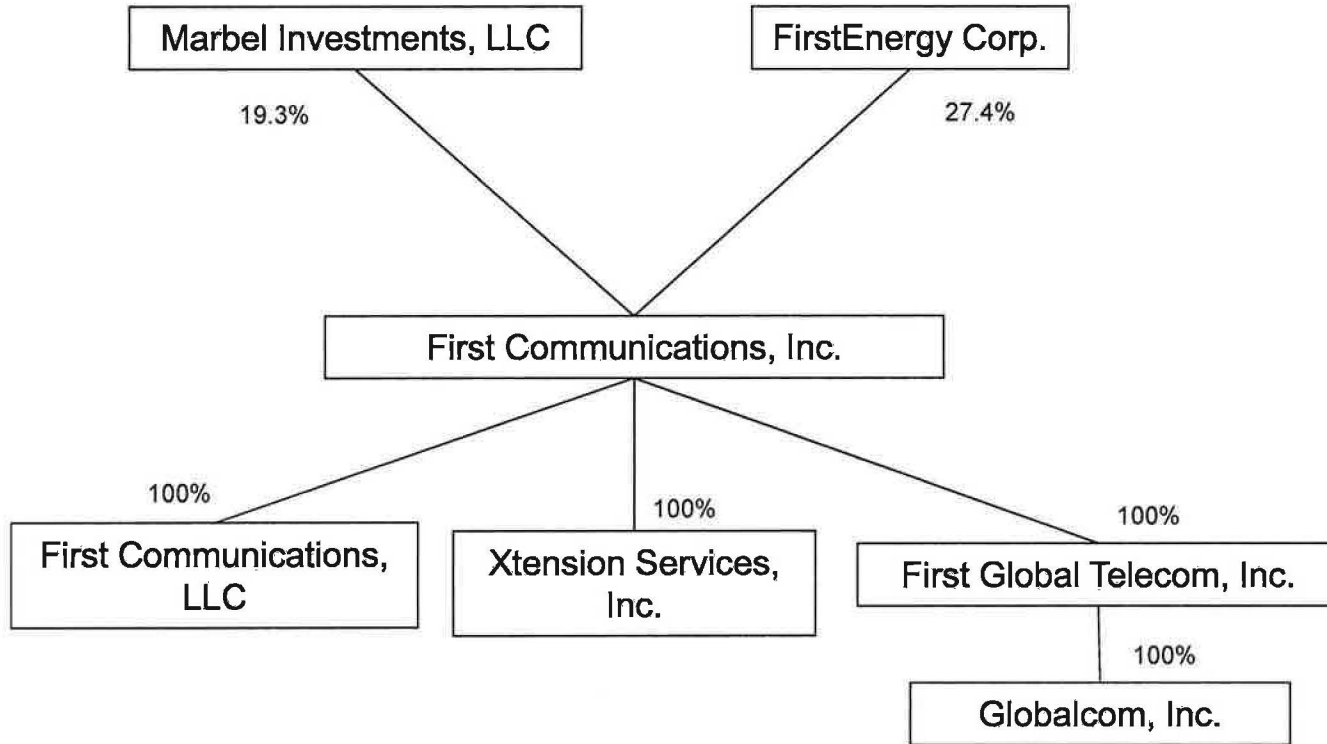 Marbel Investments, LLC
FirstEnergy Corp.
19.3%
27.4%
First Communications, Inc.
100%
100%
100%
First Communications,
LLC
Xtension Services,
Inc.
First Global Telecom, Inc.
100%
Globalcom, Inc.